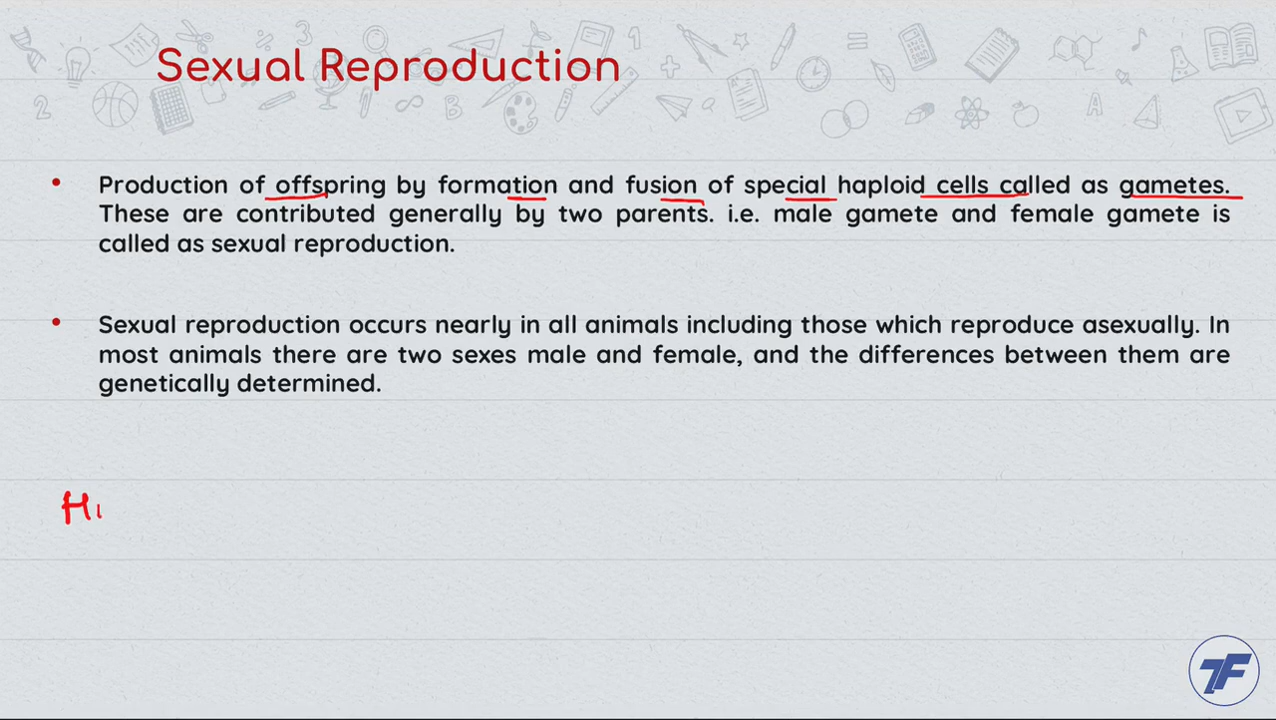 Sexual Reproduction
• Production of offspring by formation and fusion of special haploid cells called as gametes.
These are contributed generally by two parents. i.e. male gamete and female gamete is
called as sexual reproduction.
• Sexual reproduction occurs nearly in all animals including those which reproduce asexually. In
most animals there are two sexes male and female, and the differences between them are
genetically determined.
Hı
TF